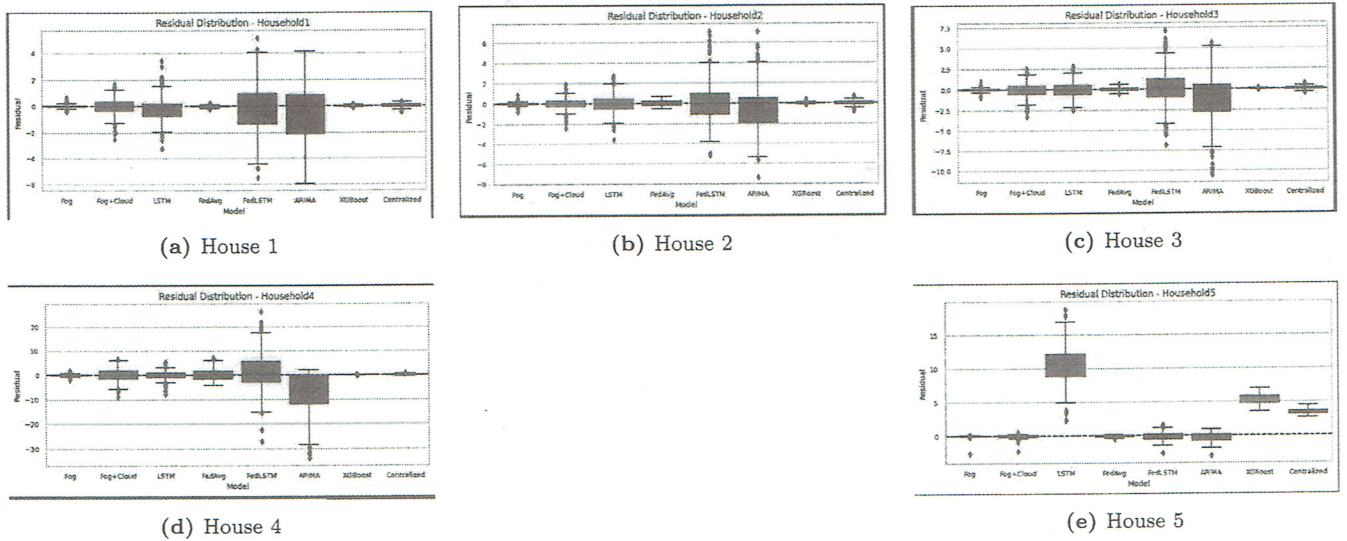 Residual Distribution - Household1
Residual
4
2
0
−2
−4
−6
Fog Fog+Cloud LSTM FedAvg FedLSTM ARIMA XGBoost Centralized
Model
(a) House 1
Residual Distribution - Household2
Residual
6
4
2
0
−2
−4
−6
−8
Fog Fog+Cloud LSTM FedAvg FedLSTM ARIMA XGBoost Centralized
Model
(b) House 2
Residual Distribution - Household3
Residual
7.5
5.0
2.5
0.0
−2.5
−5.0
−7.5
−10.0
Fog Fog+Cloud LSTM FedAvg FedLSTM ARIMA XGBoost Centralized
Model
(c) House 3
Residual Distribution - Household4
Residual
20
10
0
−10
−20
−30
Fog Fog+Cloud LSTM FedAvg FedLSTM ARIMA XGBoost Centralized
Model
(d) House 4
Residual Distribution - Household5
Residual
15
10
5
0
Fog Fog+Cloud LSTM FedAvg FedLSTM ARIMA XGBoost Centralized
Model
(e) House 5